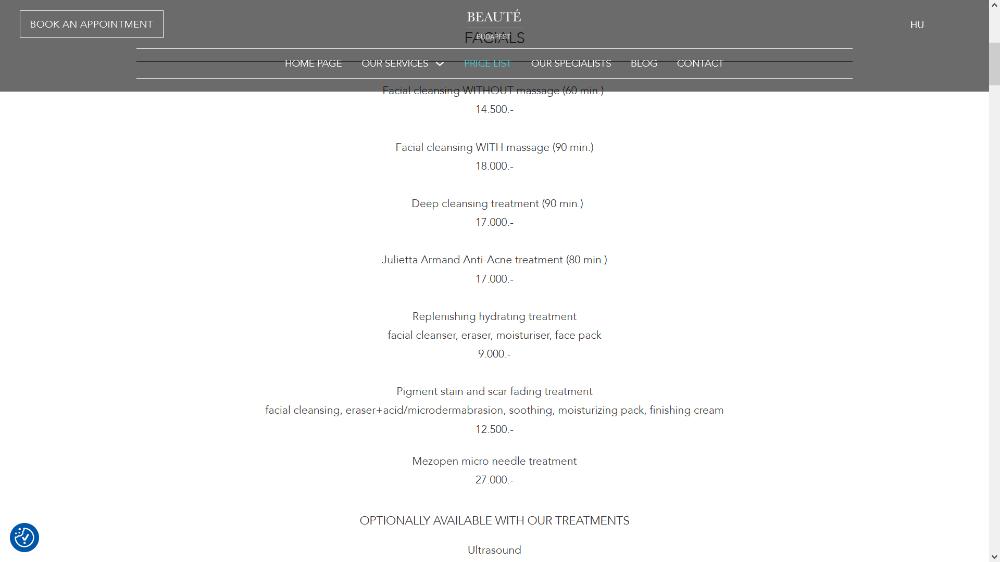 BOOK AN APPOINTMENT
BEAUTÉ
BUDAPEST
HU
FACIALS
HOME PAGE OUR SERVICES PRICE LIST OUR SPECIALISTS BLOG CONTACT
Facial cleansing WITHOUT massage (60 min.)
14.500.-
Facial cleansing WITH massage (90 min.)
18.000.-
Deep cleansing treatment (90 min.)
17.000.-
Julietta Armand Anti-Acne treatment (80 min.)
17.000.-
Replenishing hydrating treatment
facial cleanser, eraser, moisturiser, face pack
9.000.-
Pigment stain and scar fading treatment
facial cleansing, eraser+acid/microdermabrasion, soothing, moisturizing pack, finishing cream
12.500.-
Mezopen micro needle treatment
27.000.-
OPTIONALLY AVAILABLE WITH OUR TREATMENTS
Ultrasound